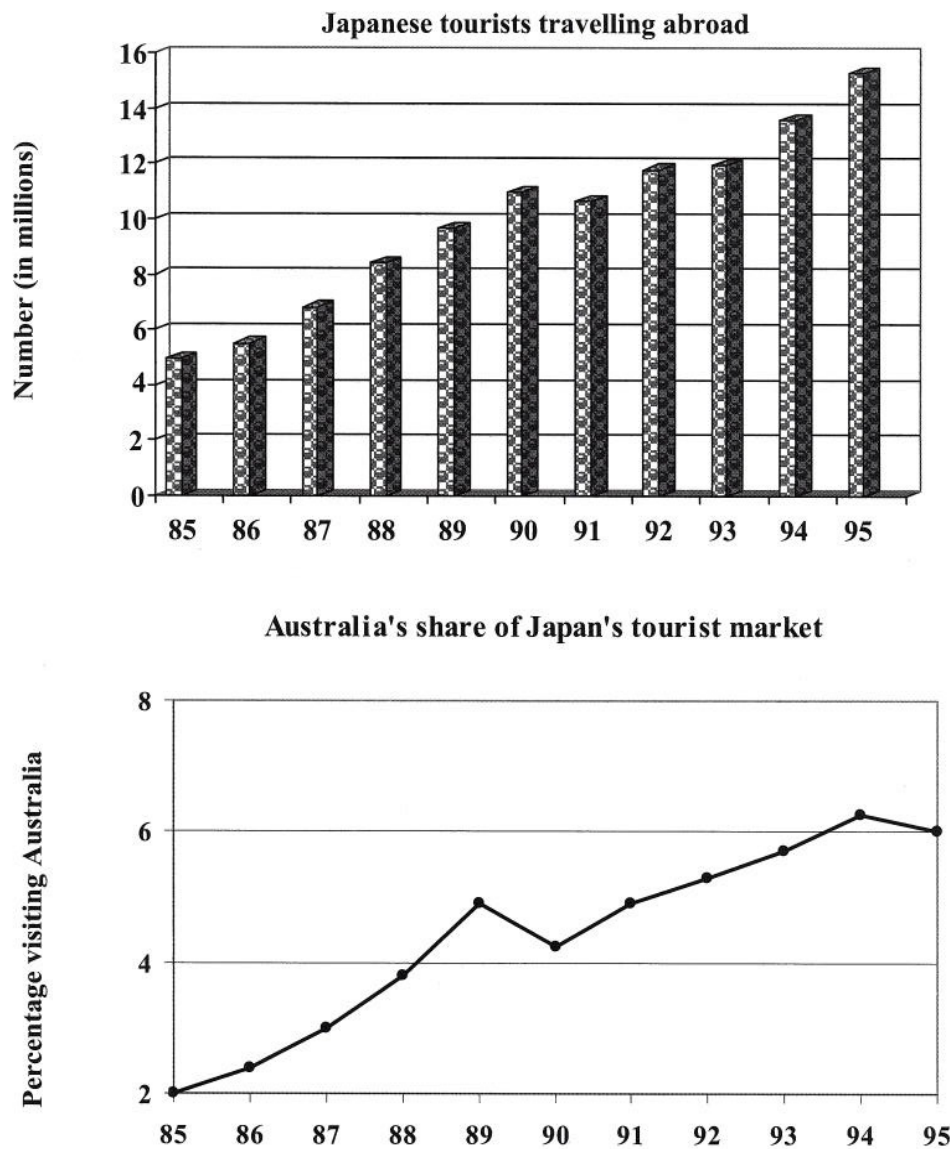 Japanese tourists travelling abroad
Number (in millions)
16
14
12
10
8
6
4
2
0
85 86 87 88 89 90 91 92 93 94 95
Australia's share of Japan's tourist market
Percentage visiting Australia
8
6
4
2
85 86 87 88 89 90 91 92 93 94 95